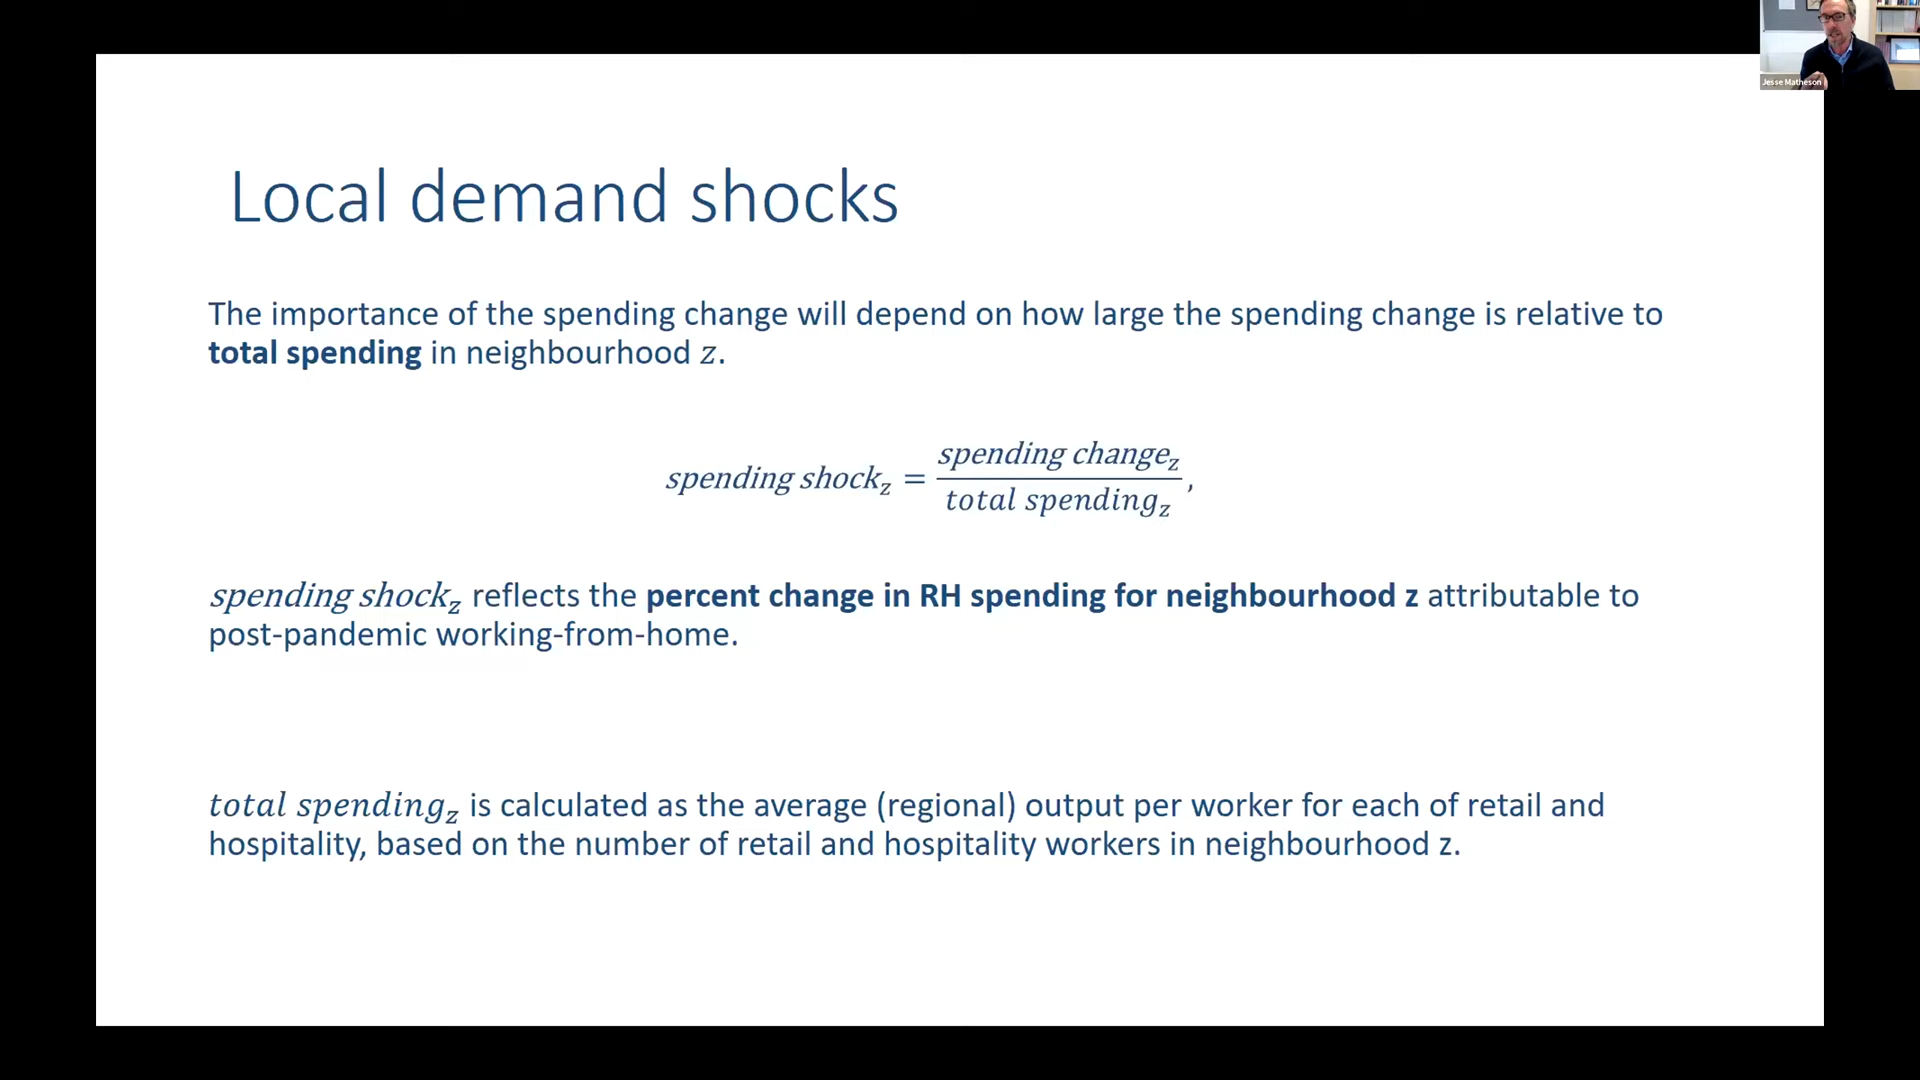 Jesse Matheson
Local demand shocks
The importance of the spending change will depend on how large the spending change is relative to
total spending in neighbourhood z.
spending shock_z = spending change_z / total spending_z,
spending shock_z reflects the percent change in RH spending for neighbourhood z attributable to
post-pandemic working-from-home.
total spending_z is calculated as the average (regional) output per worker for each of retail and
hospitality, based on the number of retail and hospitality workers in neighbourhood z.